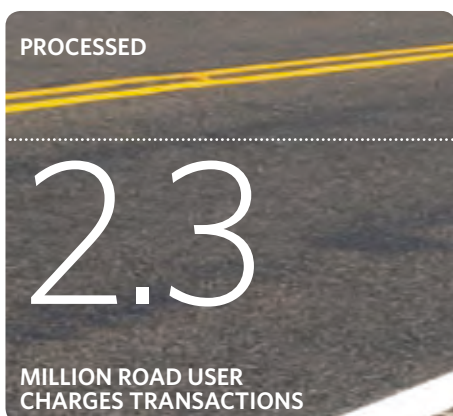 PROCESSED
2.3
MILLION ROAD USER
CHARGES TRANSACTIONS